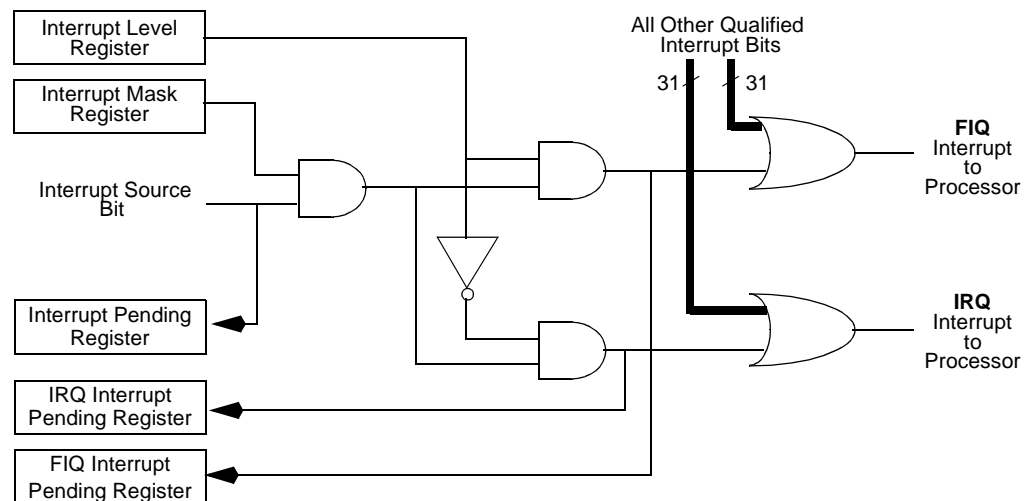 Interrupt Level
Register
Interrupt Mask
Register
Interrupt Source
Bit
Interrupt Pending
Register
IRQ Interrupt
Pending Register
FIQ Interrupt
Pending Register
All Other Qualified
Interrupt Bits
31
31
FIQ
Interrupt
to
Processor
IRQ
Interrupt
to
Processor